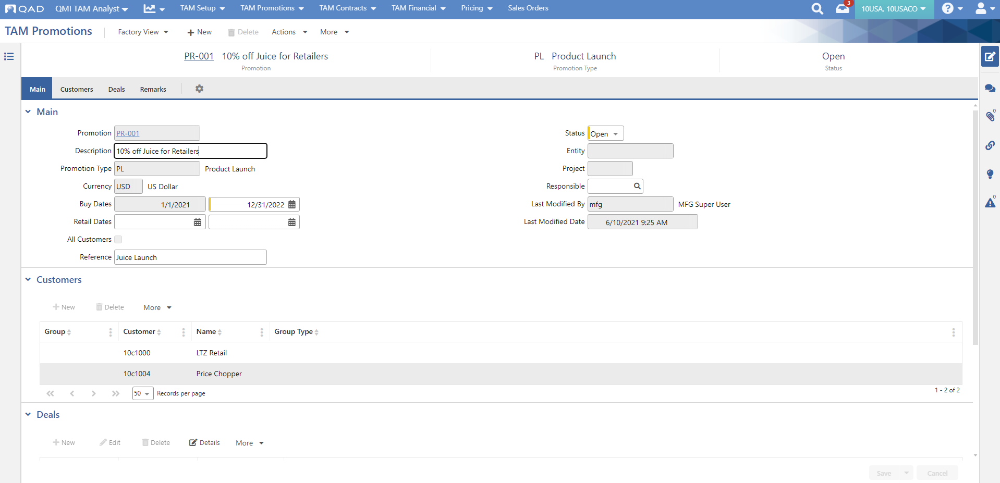 QAD QMI TAM Analyst TAM Setup TAM Promotions TAM Contracts TAM Financial Pricing Sales Orders 3 10USA, 10USACO ?
TAM Promotions Factory View + New Delete Actions More
PR-001 10% off Juice for Retailers PL Product Launch Open
Promotion Promotion Type Status
Main Customers Deals Remarks
Main
Promotion PR-001 Status Open
Description 10% off Juice for Retailers Entity
Promotion Type PL Product Launch Project
Currency USD US Dollar Responsible
Buy Dates 1/1/2021 12/31/2022 Last Modified By mfg MFG Super User
Retail Dates Last Modified Date 6/10/2021 9:25 AM
All Customers
Reference Juice Launch
0
0
Customers
+ New Delete More
Group Customer Name Group Type
10c1000 LTZ Retail
10c1004 Price Chopper
50 Records per page 1 - 2 of 2
Deals
+ New Edit Delete Details More
Save Cancel